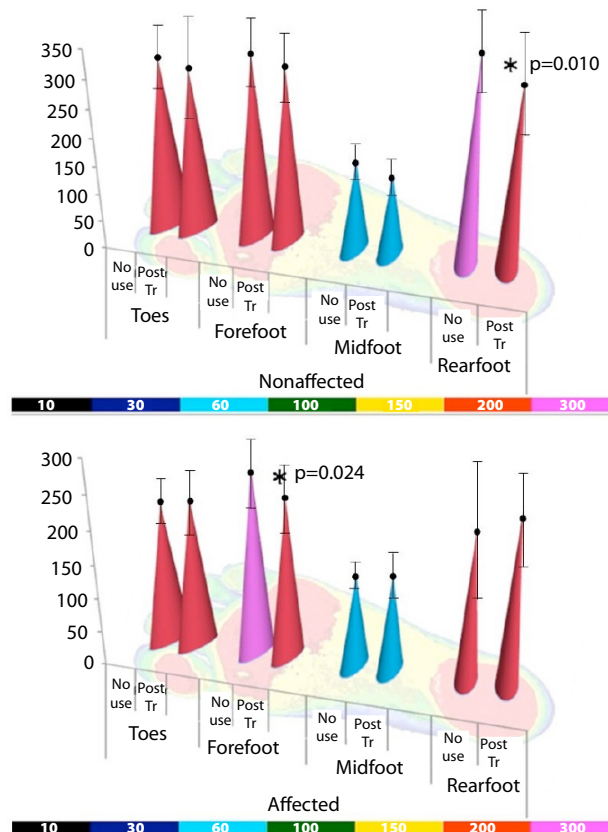 350
300
250
200
150
100
50
0
* p=0.010
No use Post Tr No use Post Tr No use Post Tr No use Post Tr
Toes Forefoot Midfoot Rearfoot
Nonaffected
10 30 60 100 150 200 300
300
250
200
150
100
50
0
* p=0.024
No use Post Tr No use Post Tr No use Post Tr No use Post Tr
Toes Forefoot Midfoot Rearfoot
Affected
10 30 60 100 150 200 300